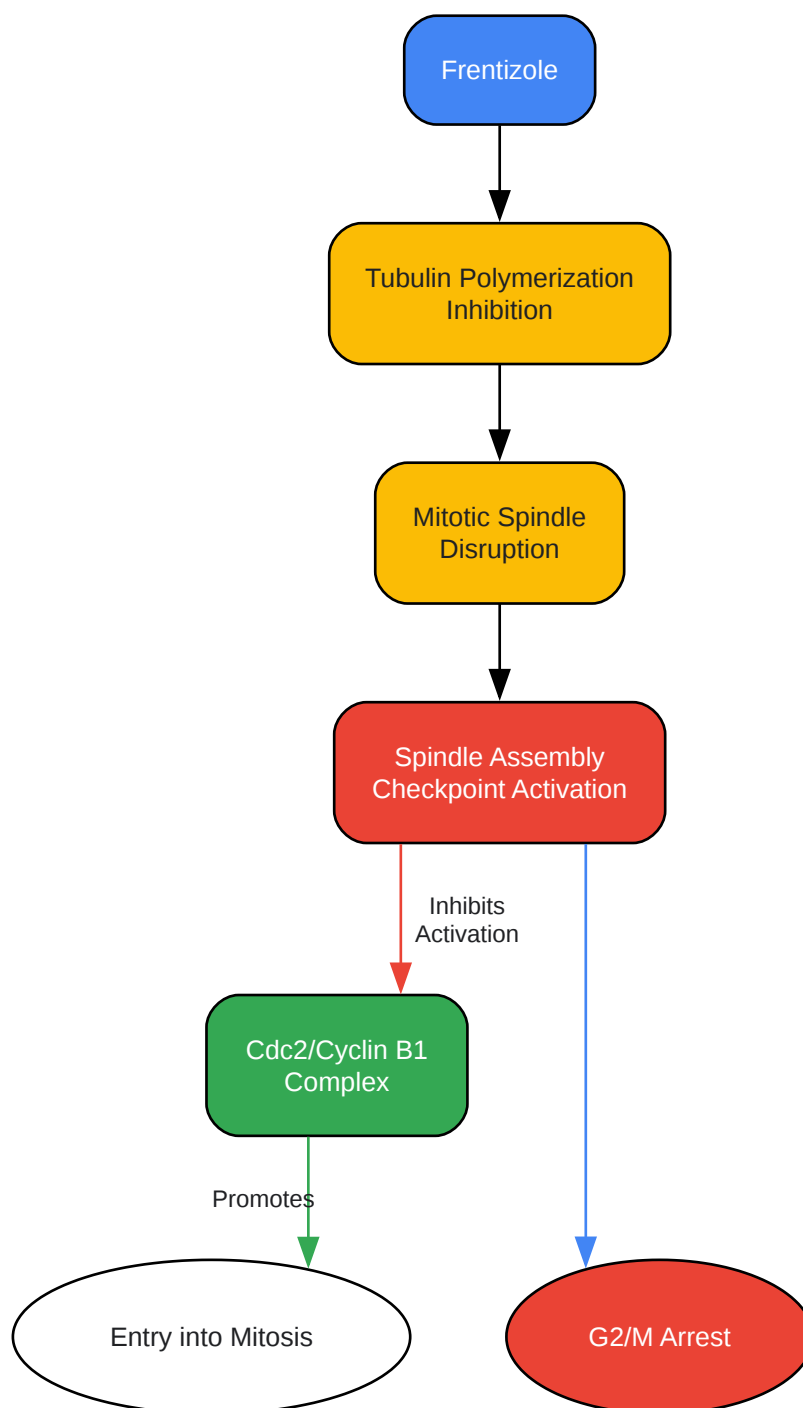 Frentizole
Tubulin Polymerization
Inhibition
Mitotic Spindle
Disruption
Spindle Assembly
Checkpoint Activation
Inhibits
Activation
Cdc2/Cyclin B1
Complex
Promotes
Entry into Mitosis
G2/M Arrest